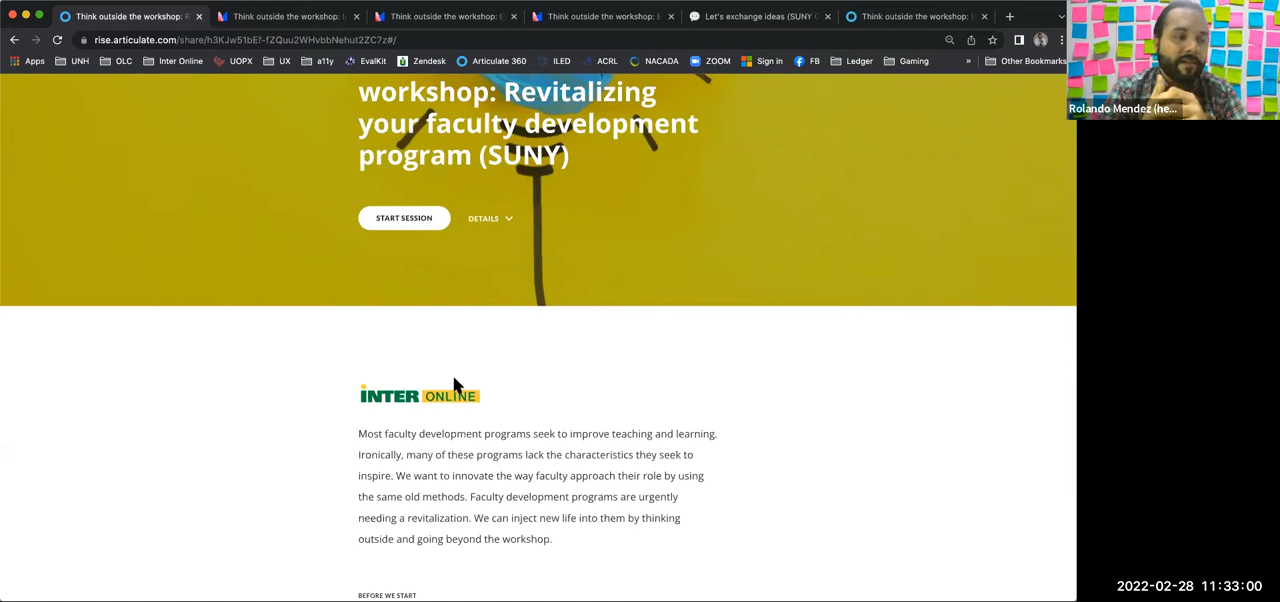 Think outside the workshop: R
Think outside the workshop: I
Think outside the workshop: E
Think outside the workshop: E
Let's exchange ideas (SUNY C
Think outside the workshop: R
rise.articulate.com/share/h3KJw51bEf-fZQuu2WHvbbNehut2ZC7z#/
Apps UNH OLC Inter Online UOPX UX a11y EvalKit Zendesk Articulate 360 ILED ACRL NACADA ZOOM Sign in FB Ledger Gaming » Other Bookmarks
Rolando Mendez (he...
workshop: Revitalizing
your faculty development
program (SUNY)
START SESSION DETAILS
INTER ONLINE
Most faculty development programs seek to improve teaching and learning.
Ironically, many of these programs lack the characteristics they seek to
inspire. We want to innovate the way faculty approach their role by using
the same old methods. Faculty development programs are urgently
needing a revitalization. We can inject new life into them by thinking
outside and going beyond the workshop.
BEFORE WE START
2022-02-28 11:33:00